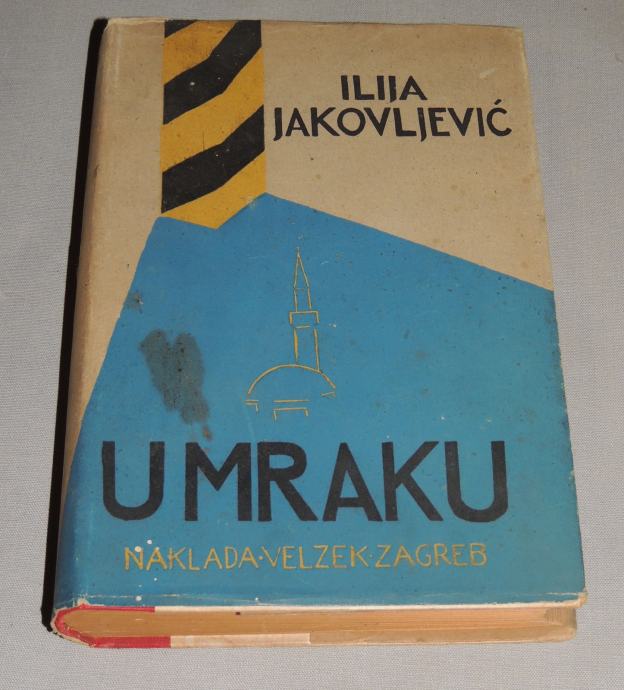 ILIJA
JAKOVLJEVIĆ
U MRAKU
NAKLADA·VELZEK·ZAGREB